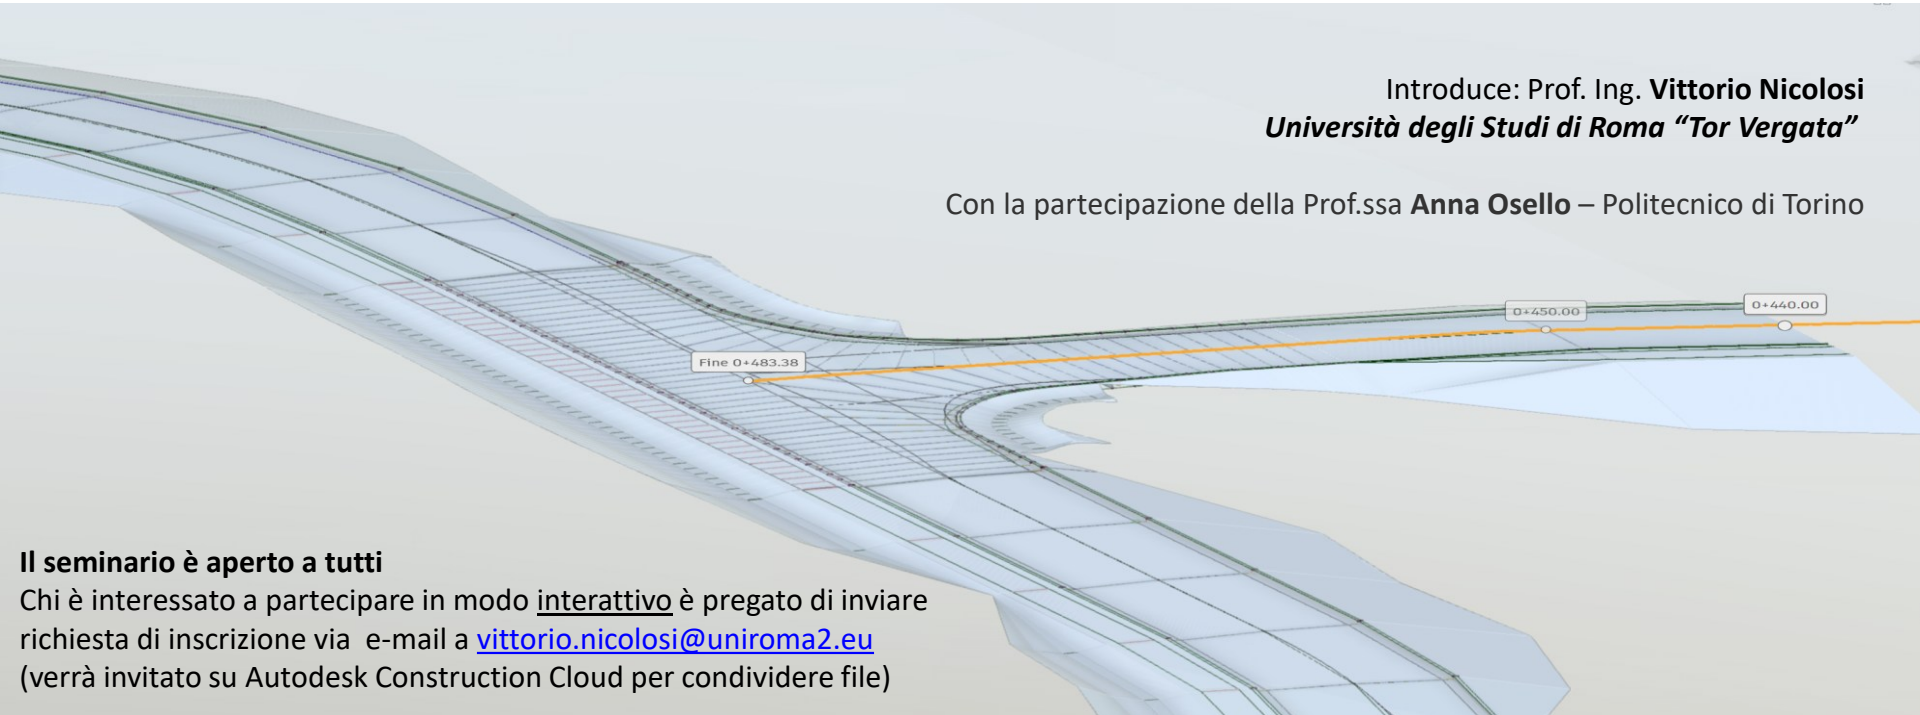 Introduce: Prof. Ing. Vittorio Nicolosi
Università degli Studi di Roma “Tor Vergata”
Con la partecipazione della Prof.ssa Anna Osello – Politecnico di Torino
0+450.00
0+440.00
Fine 0+483.38
Il seminario è aperto a tutti
Chi è interessato a partecipare in modo interattivo è pregato di inviare
richiesta di inscrizione via e-mail a vittorio.nicolosi@uniroma2.eu
(verrà invitato su Autodesk Construction Cloud per condividere file)